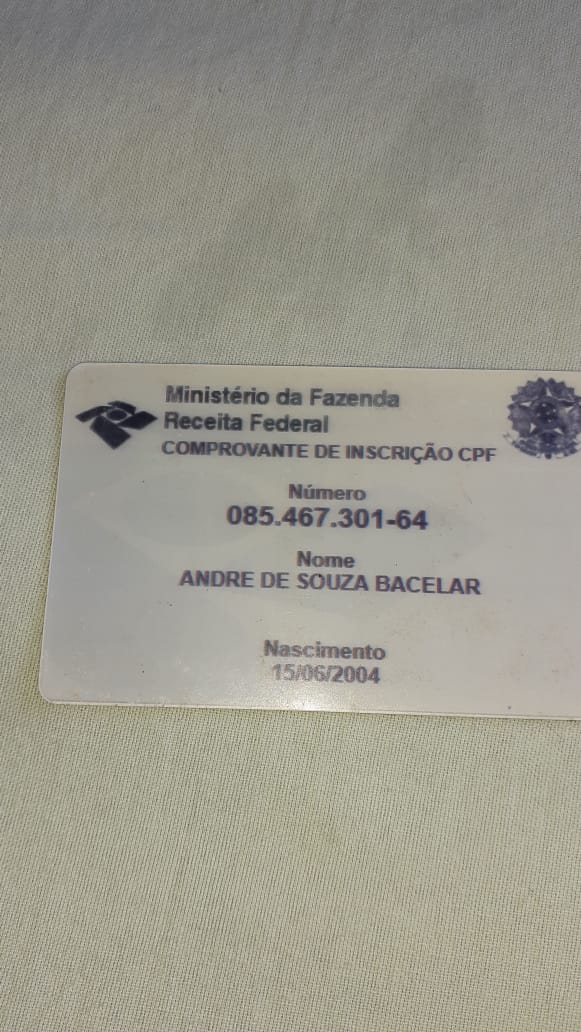 Ministério da Fazenda
Receita Federal
COMPROVANTE DE INSCRIÇÃO CPF
Número
085.467.301-64
Nome
ANDRE DE SOUZA BACELAR
Nascimento
15/06/2004